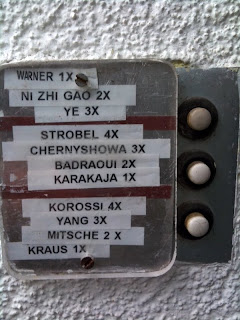 WARNER 1X
NI ZHI GAO 2X
YE 3X
STROBEL 4X
CHERNYSHOWA 3X
BADRAOUI 2X
KARAKAJA 1X
KOROSSI 4X
YANG 3X
MITSCHE 2 X
KRAUS 1X